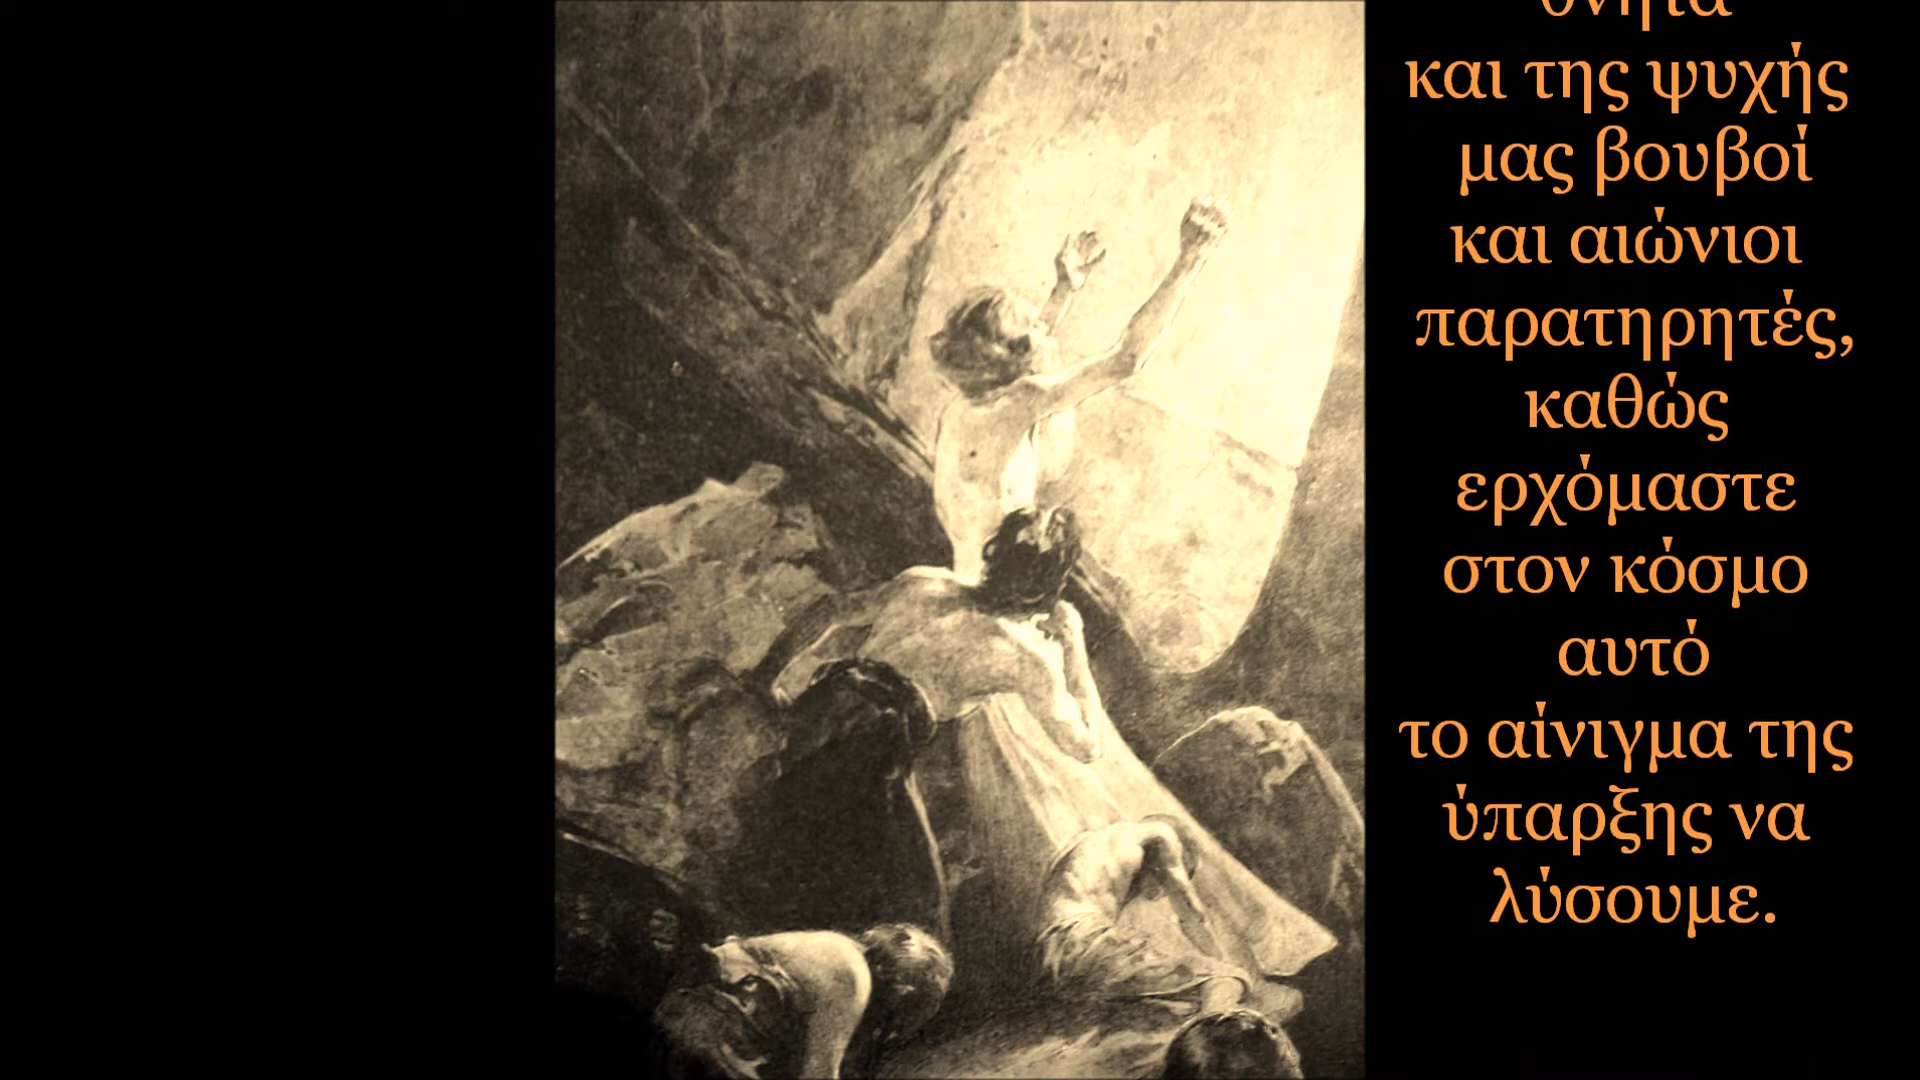 θνητά
και της ψυχής
μας βουβοί
και αιώνιοι
παρατηρητές,
καθώς
ερχόμαστε
στον κόσμο
αυτό
το αίνιγμα της
ύπαρξης να
λύσουμε.